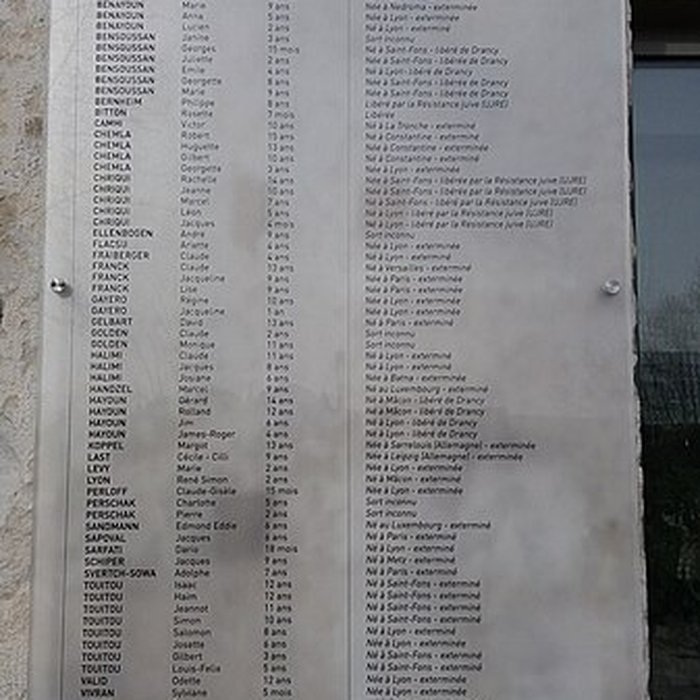 BENAYOUN Marie 9 ans Née à Nedroma - exterminée
BENAYOUN Anna 5 ans Née à Lyon - exterminée
BENAYOUN Lucien 2 ans Né à Lyon - exterminé
BENSOUSSAN Janine 3 ans Sort inconnu
BENSOUSSAN Georges 15 mois Né à Saint-Fons - libéré de Drancy
BENSOUSSAN Juliette 2 ans Née à Saint-Fons - libérée de Drancy
BENSOUSSAN Emile 4 ans Né à Lyon - libéré de Drancy
BENSOUSSAN Georgette 6 ans Née à Saint-Fons - libérée de Drancy
BENSOUSSAN Marie 9 ans Née à Saint-Fons - libérée de Drancy
BERNHEIM Philippe 8 ans Libéré par la Résistance juive (UJRE)
BITTON Rosette 7 mois Libérée
CAMHI Victor 10 ans Né à La Tronche - exterminé
CHEMLA Robert 15 ans Né à Constantine - exterminé
CHEMLA Huguette 13 ans Née à Constantine - exterminée
CHEMLA Gilbert 10 ans Né à Constantine - exterminé
CHEMLA Georgette 3 ans Née à Lyon - exterminée
CHRIQUI Rachelle 14 ans Née à Saint-Fons - libérée par la Résistance juive (UJRE)
CHRIQUI Jeanne 10 ans Née à Saint-Fons - libérée par la Résistance juive (UJRE)
CHRIQUI Marcel 7 ans Né à Saint-Fons - libéré par la Résistance juive (UJRE)
CHRIQUI Léon 5 ans Né à Lyon - libéré par la Résistance juive (UJRE)
CHRIQUI Jacques 4 mois Né à Lyon - libéré par la Résistance juive (UJRE)
ELLENBOGEN André ans Sort inconnu
FLACSU Arlette 4 ans Née à Lyon - exterminée
FRAIBERGER Claude 4 ans Né à Lyon - exterminé
FRANCK Claude 13 ans Né à Versailles - exterminé
FRANCK Jacqueline 9 ans Née à Paris - exterminée
FRANCK Lise 9 ans Née à Paris - exterminée
GAYERO Régine 10 ans Née à Lyon - exterminée
GAYERO Jacqueline 1 an Née à Lyon - exterminée
GELBART David 13 ans Né à Paris - exterminé
GOLDEN Claude 2 ans Sort inconnu
GOLDEN Monique 11 ans Sort inconnu
HALIMI Claude 11 ans Né à Lyon - exterminé
HALIMI Jacques 8 ans Né à Lyon - exterminé
HALIMI Josiane 6 ans Née à Batna - exterminée
HANDZEL Marcel 9 ans Né au Luxembourg - exterminé
HAYOUN Gérard 14 ans Né à Mâcon - libéré de Drancy
HAYOUN Rolland 12 ans Né à Mâcon - libéré de Drancy
HAYOUN Jim 6 ans Né à Lyon - libéré de Drancy
HAYOUN James-Roger 4 ans Né à Lyon - libéré de Drancy
KOPPEL Margot 13 ans Née à Sarrelouis (Allemagne) - exterminée
LAST Cécile - Cilli 9 ans Née à Leipzig (Allemagne) - exterminée
LEVY Marie 2 ans Née à Lyon - exterminée
LYON René Simon 2 ans Né à Mâcon - exterminé
PERLOFF Claude-Gisèle 15 mois Née à Lyon - exterminée
PERSCHAK Charlotte 5 ans Sort inconnu
PERSCHAK Pierre 2 ans Sort inconnu
SANDMANN Edmond Eddie 6 ans Né au Luxembourg - exterminé
SAPOVAL Jacques 6 ans Né à Paris - exterminé
SARFATI Dario 18 mois Né à Lyon - exterminé
SCHIPER Jacques 9 ans Né à Metz - exterminé
SVERTCH-SOWA Adolphe 7 ans Né à Paris - exterminé
TOUITOU Isaac 12 ans Né à Saint-Fons - exterminé
TOUITOU Haïm 12 ans Né à Saint-Fons - exterminé
TOUITOU Jeannot 11 ans Né à Saint-Fons - exterminé
TOUITOU Simon 10 ans Né à Saint-Fons - exterminé
TOUITOU Salomon 8 ans Né à Lyon - exterminé
TOUITOU Josette 6 ans Née à Lyon - exterminée
TOUITOU Gilbert 3 ans Né à Saint-Fons - exterminé
TOUITOU Louis-Félix 5 ans Né à Saint-Fons - exterminé
VALID Odette 12 ans Née à Lyon - exterminée
VIVRAN Sylviane 5 mois Née à Lyon - exterminée